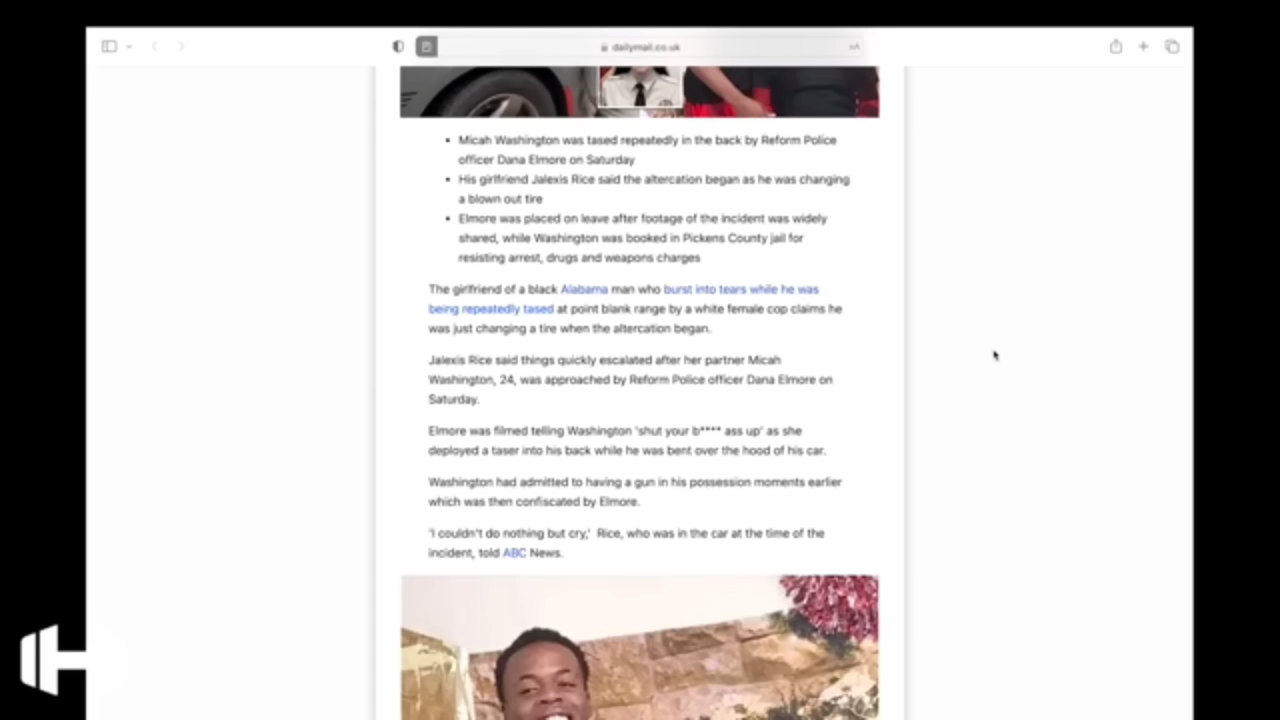 dailymail.co.uk
AA
Micah Washington was tased repeatedly in the back by Reform Police
officer Dana Elmore on Saturday
His girlfriend Jalexis Rice said the altercation began as he was changing
a blown out tire
Elmore was placed on leave after footage of the incident was widely
shared, while Washington was booked in Pickens County jail for
resisting arrest, drugs and weapons charges
The girlfriend of a black Alabama man who burst into tears while he was
being repeatedly tased at point blank range by a white female cop claims he
was just changing a tire when the altercation began.
Jalexis Rice said things quickly escalated after her partner Micah
Washington, 24, was approached by Reform Police officer Dana Elmore on
Saturday.
Elmore was filmed telling Washington 'shut your b**** ass up' as she
deployed a taser into his back while he was bent over the hood of his car.
Washington had admitted to having a gun in his possession moments earlier
which was then confiscated by Elmore.
'I couldn't do nothing but cry,' Rice, who was in the car at the time of the
incident, told ABC News.